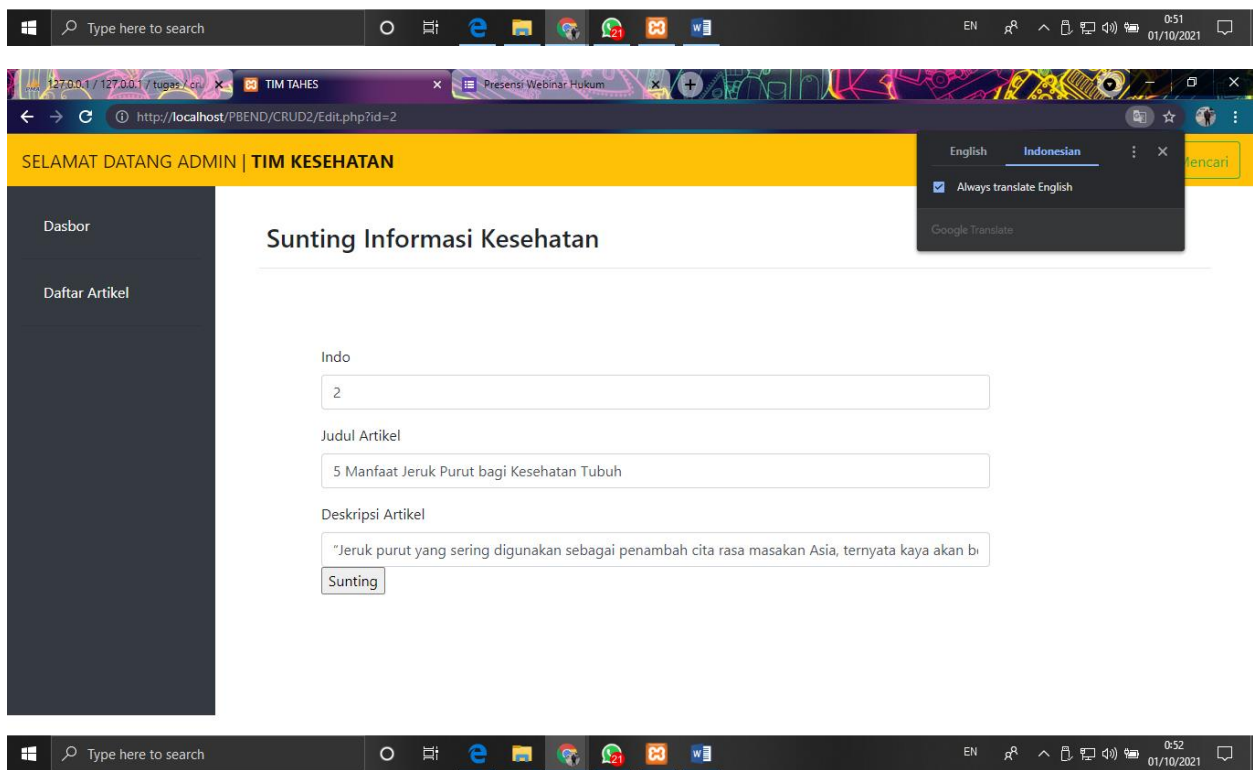 Type here to search
21
EN
0:51
01/10/2021
127.0.0.1 / 127.0.0.1 / tugas / cru
TIM TAHES
Presensi Webinar Hukum
http://localhost/PBEND/CRUD2/Edit.php?id=2
SELAMAT DATANG ADMIN | TIM KESEHATAN
English Indonesian
Mencari
Always translate English
Google Translate
Dasbor
Sunting Informasi Kesehatan
Daftar Artikel
Indo
2
Judul Artikel
5 Manfaat Jeruk Purut bagi Kesehatan Tubuh
Deskripsi Artikel
"Jeruk purut yang sering digunakan sebagai penambah cita rasa masakan Asia, ternyata kaya akan b
Sunting
Type here to search
21
EN
0:52
01/10/2021